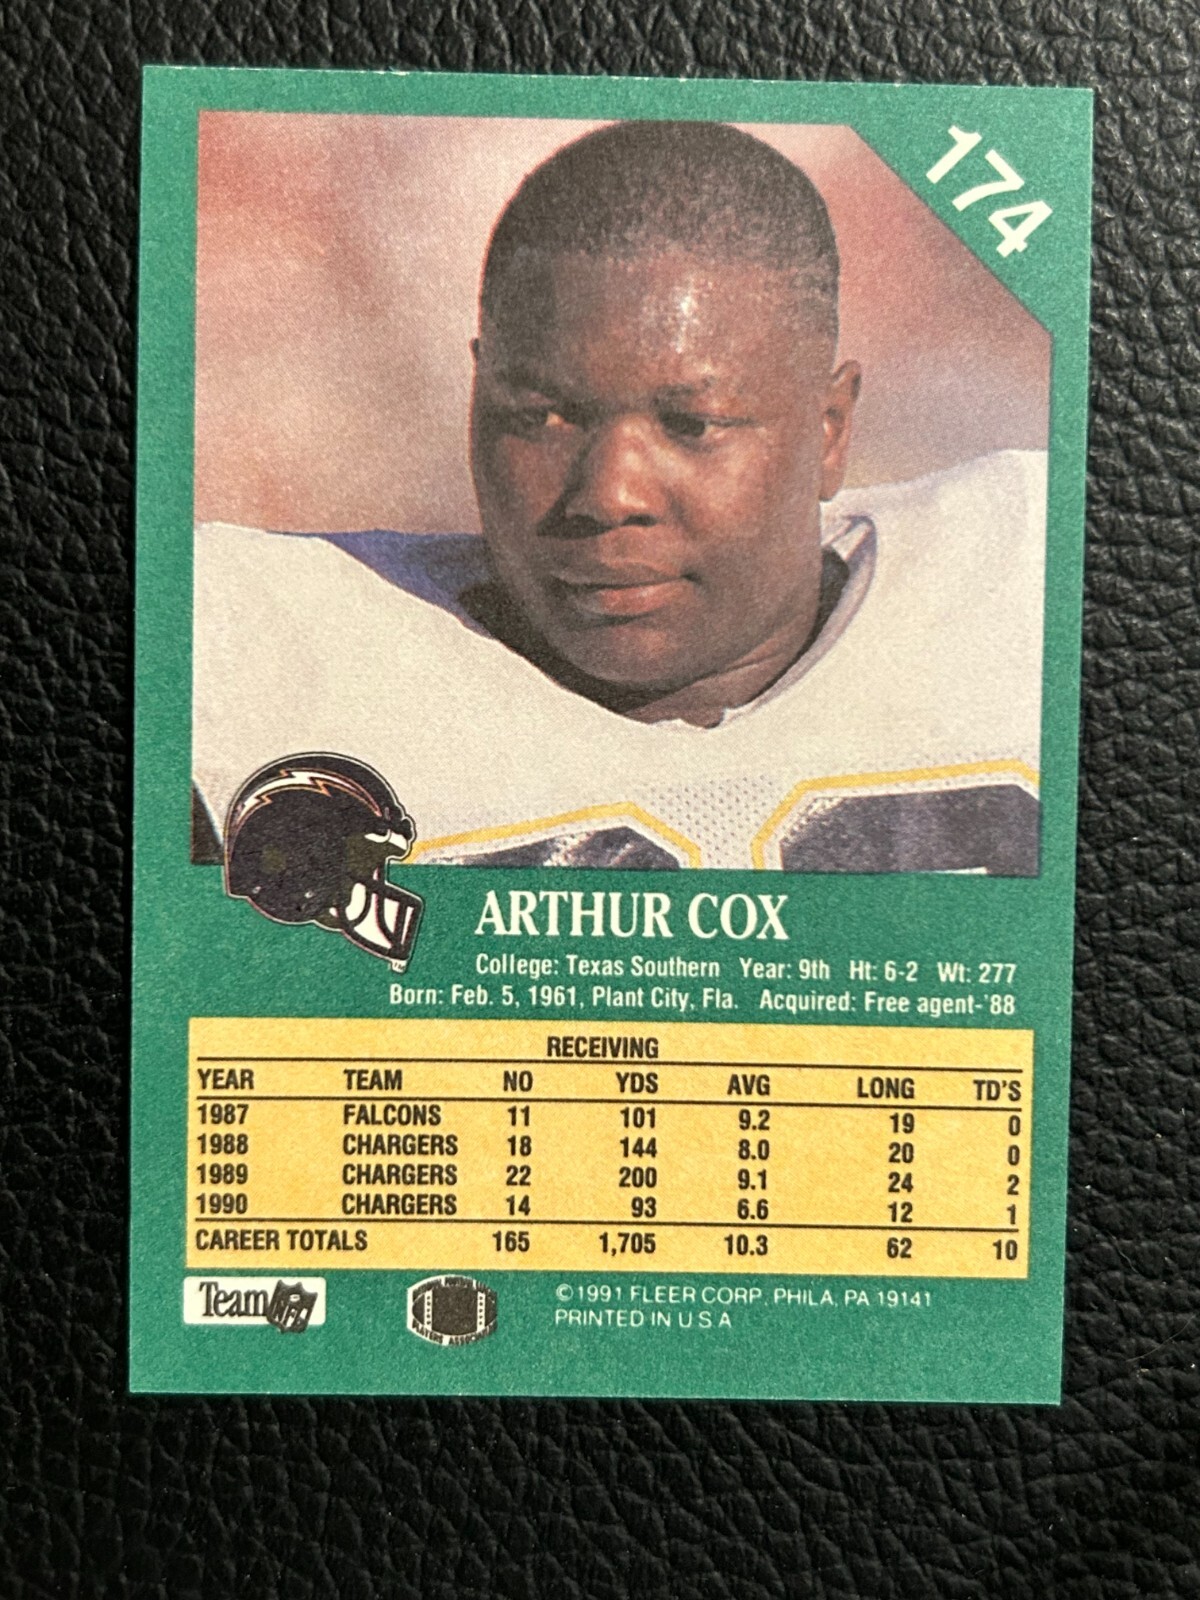 174
ARTHUR COX
College: Texas Southern Year: 9th Ht: 6-2 Wt: 277
Born: Feb. 5, 1961, Plant City, Fla. Acquired: Free agent-'88
RECEIVING
YEAR TEAM NO YDS AVG LONG TD'S
1987 FALCONS 11 101 9.2 19 0
1988 CHARGERS 18 144 8.0 20 0
1989 CHARGERS 22 200 9.1 24 2
1990 CHARGERS 14 93 6.6 12 1
CAREER TOTALS 165 1,705 10.3 62 10
Team NFL
©1991 FLEER CORP. PHILA, PA 19141
PRINTED IN U S A